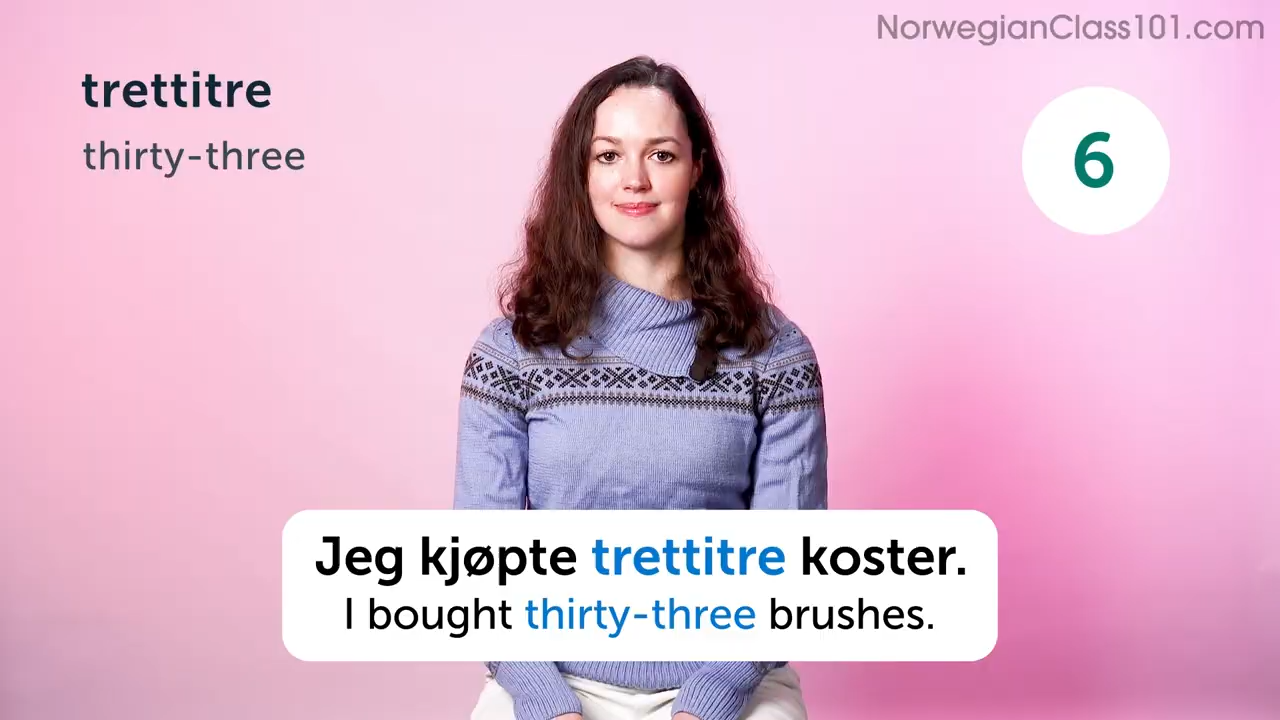 NorwegianClass101.com
trettitre
thirty-three
6
Jeg kjøpte trettitre koster.
I bought thirty-three brushes.